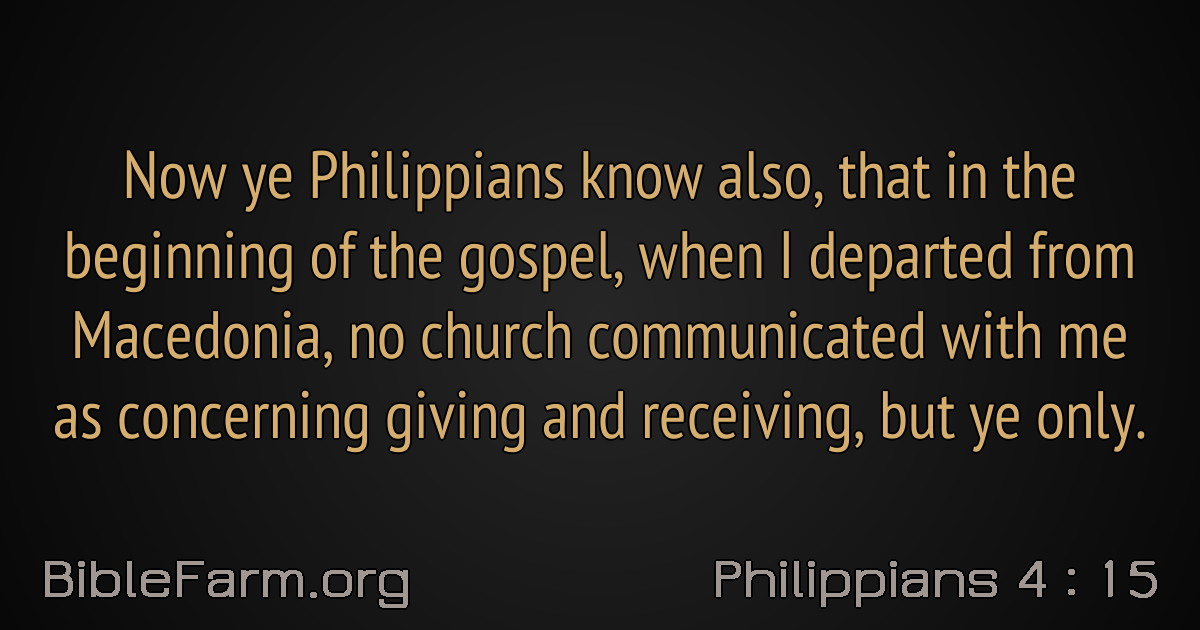 Now ye Philippians know also, that in the
beginning of the gospel, when I departed from
Macedonia, no church communicated with me
as concerning giving and receiving, but ye only.
BibleFarm.org
Philippians 4 : 15